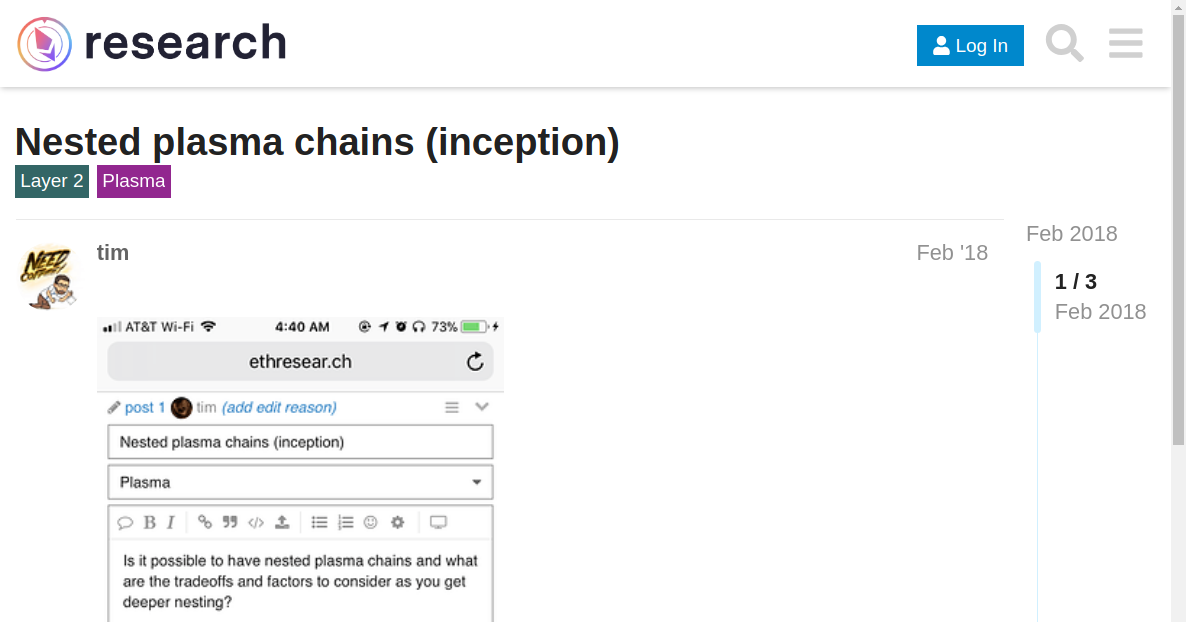 research
Log In
Nested plasma chains (inception)
Layer 2 Plasma
tim
Feb '18
Feb 2018
1 / 3
Feb 2018
NEED
AT&T Wi-Fi 4:40 AM 73%
ethresear.ch
post 1 tim (add edit reason)
Nested plasma chains (inception)
Plasma
B I
Is it possible to have nested plasma chains and what
are the tradeoffs and factors to consider as you get
deeper nesting?